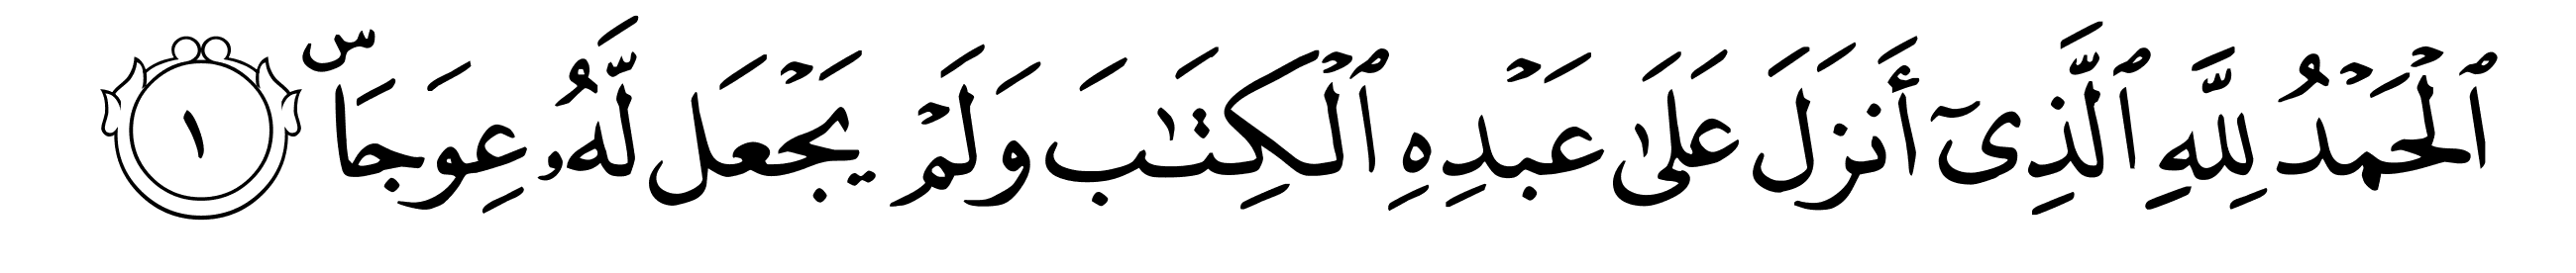 ٱلۡحَمۡدُ لِلَّهِ ٱلَّذِيٓ أَنزَلَ عَلَىٰ عَبۡدِهِ ٱلۡكِتَٰبَ وَلَمۡ يَجۡعَل لَّهُۥ عِوَجَاۜ ١